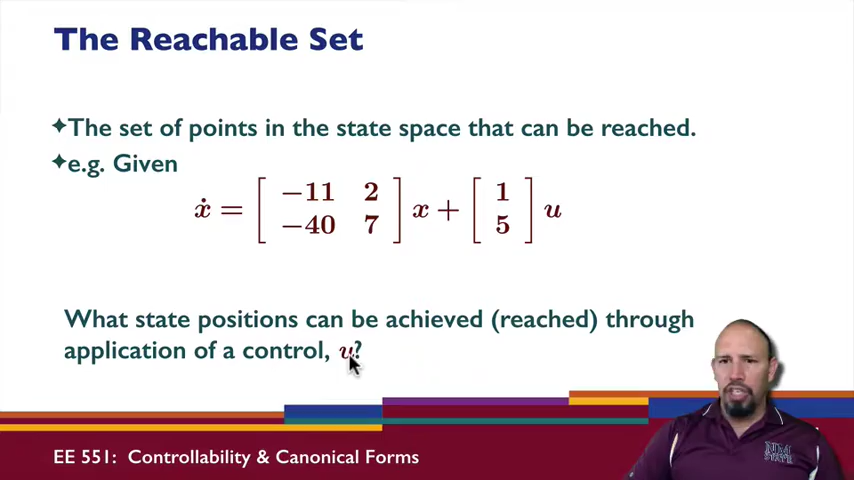 The Reachable Set
✦The set of points in the state space that can be reached.
✦e.g. Given
ẋ = [ −11 2 ; −40 7 ] x + [ 1 ; 5 ] u
What state positions can be achieved (reached) through
application of a control, u?
EE 551: Controllability & Canonical Forms
NM
STATE